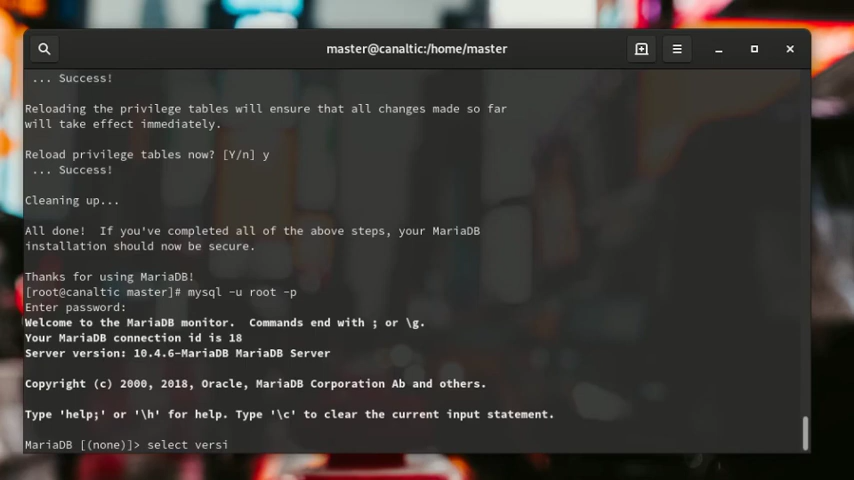 master@canaltic:/home/master
... Success!
Reloading the privilege tables will ensure that all changes made so far
will take effect immediately.
Reload privilege tables now? [Y/n] y
... Success!
Cleaning up...
All done!  If you've completed all of the above steps, your MariaDB
installation should now be secure.
Thanks for using MariaDB!
[root@canaltic master]# mysql -u root -p
Enter password:
Welcome to the MariaDB monitor.  Commands end with ; or \g.
Your MariaDB connection id is 18
Server version: 10.4.6-MariaDB MariaDB Server
Copyright (c) 2000, 2018, Oracle, MariaDB Corporation Ab and others.
Type 'help;' or '\h' for help. Type '\c' to clear the current input statement.
MariaDB [(none)]> select versi